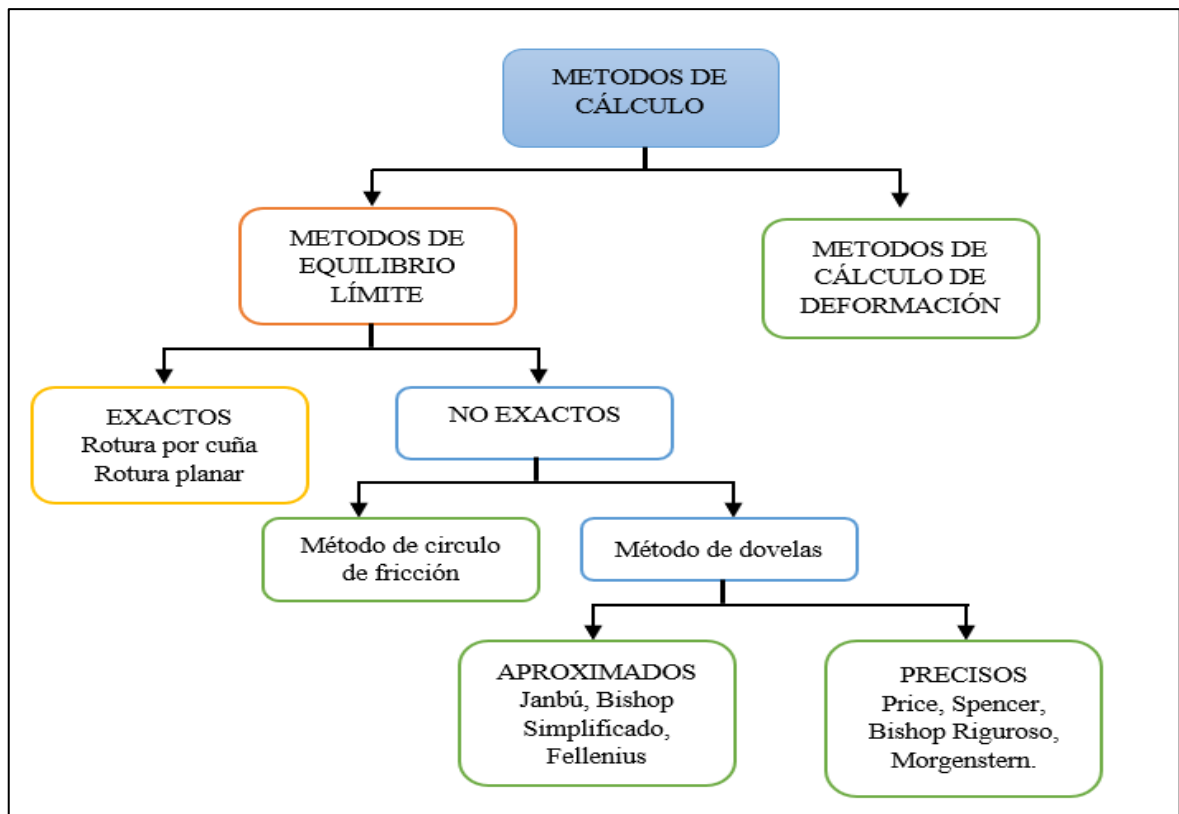 METODOS DE
CÁLCULO
METODOS DE
EQUILIBRIO
LÍMITE
METODOS DE
CÁLCULO DE
DEFORMACIÓN
EXACTOS
Rotura por cuña
Rotura planar
NO EXACTOS
Método de circulo
de fricción
Método de dovelas
APROXIMADOS
Janbú, Bishop
Simplificado,
Fellenius
PRECISOS
Price, Spencer,
Bishop Riguroso,
Morgenstern.